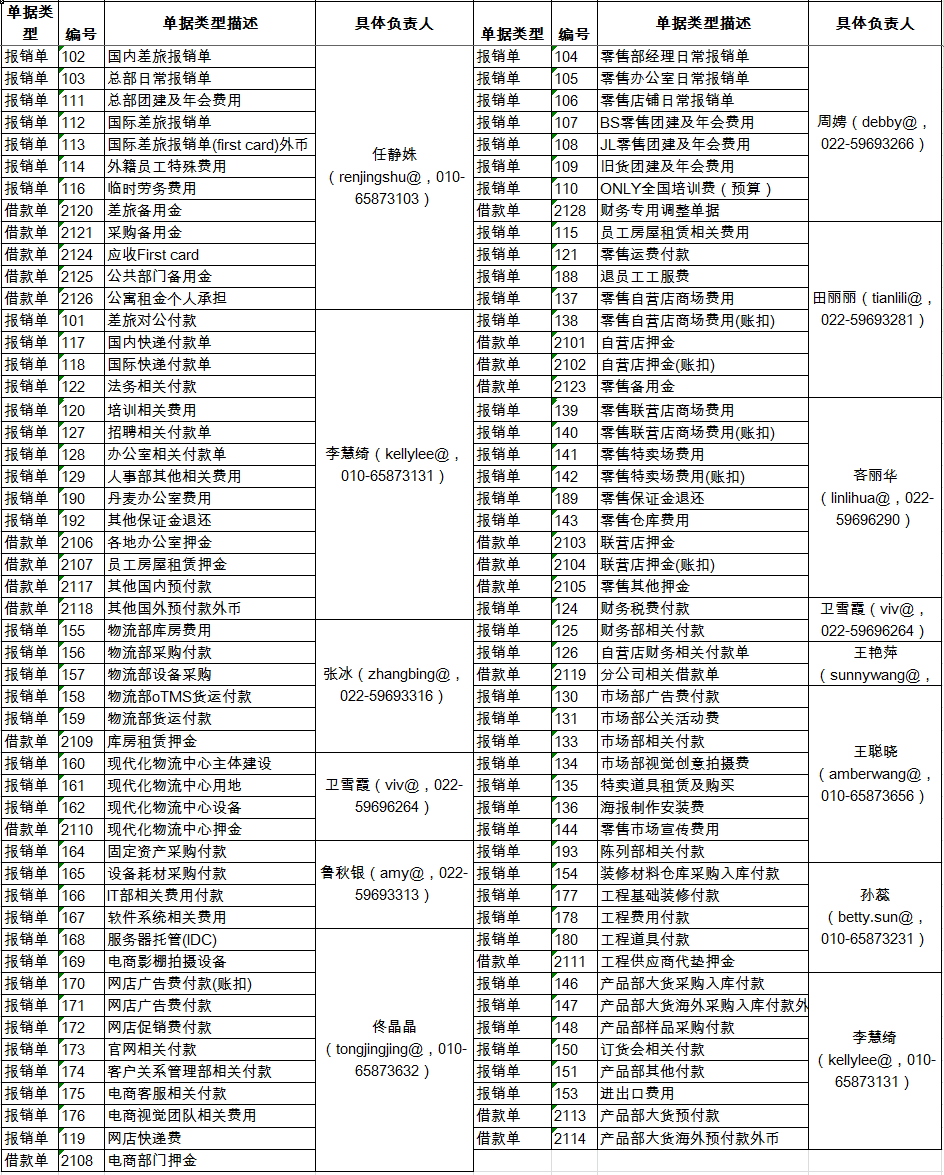 单据类型 编号 单据类型描述 具体负责人 单据类型 编号 单据类型描述 具体负责人
报销单 102 国内差旅报销单 报销单 104 零售部经理日常报销单
报销单 103 总部日常报销单 报销单 105 零售办公室日常报销单
报销单 111 总部团建及年会费用 报销单 106 零售店铺日常报销单
报销单 112 国际差旅报销单 报销单 107 BS零售团建及年会费用
周娉（debby@，022-59693266）
报销单 113 国际差旅报销单(first card)外币 报销单 108 JL零售团建及年会费用
任静姝（renjingshu@，010-65873103）
报销单 114 外籍员工特殊费用 报销单 109 旧货团建及年会费用
报销单 116 临时劳务费用 报销单 110 ONLY全国培训费（预算）
借款单 2120 差旅备用金 借款单 2128 财务专用调整单据
借款单 2121 采购备用金 报销单 115 员工房屋租赁相关费用
借款单 2124 应收First card 报销单 121 零售运费付款
借款单 2125 公共部门备用金 报销单 188 退员工工服费
借款单 2126 公寓租金个人承担 报销单 137 零售自营店商场费用
田丽丽（tianlili@，022-59693281）
报销单 101 差旅对公付款 报销单 138 零售自营店商场费用(账扣)
报销单 117 国内快递付款单 借款单 2101 自营店押金
报销单 118 国际快递付款单 借款单 2102 自营店押金(账扣)
报销单 122 法务相关付款 借款单 2123 零售备用金
报销单 120 培训相关费用 报销单 139 零售联营店商场费用
报销单 127 招聘相关付款单 报销单 140 零售联营店商场费用(账扣)
报销单 128 办公室相关付款单 报销单 141 零售特卖场费用
李慧绮（kellylee@，010-65873131）
报销单 129 人事部其他相关费用 报销单 142 零售特卖场费用(账扣)
丽华（linlihua@，022-59696290）
报销单 190 丹麦办公室费用 报销单 189 零售保证金退还
报销单 192 其他保证金退还 报销单 143 零售仓库费用
借款单 2106 各地办公室押金 借款单 2103 联营店押金
借款单 2107 员工房屋租赁押金 借款单 2104 联营店押金(账扣)
借款单 2117 其他国内预付款 借款单 2105 零售其他押金
借款单 2118 其他国外预付款外币 报销单 124 财务税费付款
卫雪霞（viv@，022-59696264）
报销单 155 物流部库房费用 报销单 125 财务部相关付款
报销单 156 物流部采购付款 报销单 126 自营店财务相关付款单
王艳萍（sunnywang@，
报销单 157 物流部设备采购 借款单 2119 分公司相关借款单
张冰（zhangbing@，022-59693316）
报销单 158 物流部oTMS货运付款 报销单 130 市场部广告费付款
报销单 159 物流部货运付款 报销单 131 市场部公关活动费
借款单 2109 库房租赁押金 报销单 133 市场部相关付款
报销单 160 现代化物流中心主体建设 报销单 134 市场部视觉创意拍摄费
王聪晓（amberwang@，010-65873656）
报销单 161 现代化物流中心用地 报销单 135 特卖道具租赁及购买
卫雪霞（viv@，022-59696264）
报销单 162 现代化物流中心设备 报销单 136 海报制作安装费
借款单 2110 现代化物流中心押金 报销单 144 零售市场宣传费用
报销单 164 固定资产采购付款 报销单 193 陈列部相关付款
报销单 165 设备耗材采购付款 报销单 154 装修材料仓库采购入库付款
鲁秋银（amy@，022-59693313）
报销单 166 IT部相关费用付款 报销单 177 工程基础装修付款
孙蕊（betty.sun@，010-65873231）
报销单 167 软件系统相关费用 报销单 178 工程费用付款
报销单 168 服务器托管(IDC) 报销单 180 工程道具付款
报销单 169 电商影棚拍摄设备 借款单 2111 工程供应商代垫押金
报销单 170 网店广告费付款(账扣) 报销单 146 产品部大货采购入库付款
报销单 171 网店广告费付款 报销单 147 产品部大货海外采购入库付款外
报销单 172 网店促销费付款 报销单 148 产品部样品采购付款
佟晶晶（tongjingjing@，010-65873632）
报销单 173 官网相关付款 报销单 150 订货会相关付款
李慧绮（kellylee@，010-65873131）
报销单 174 客户关系管理部相关付款 报销单 151 产品部其他付款
报销单 175 电商客服相关付款 报销单 153 进出口费用
报销单 176 电商视觉团队相关费用 借款单 2113 产品部大货预付款
报销单 119 网店快递费 借款单 2114 产品部大货海外预付款外币
借款单 2108 电商部门押金